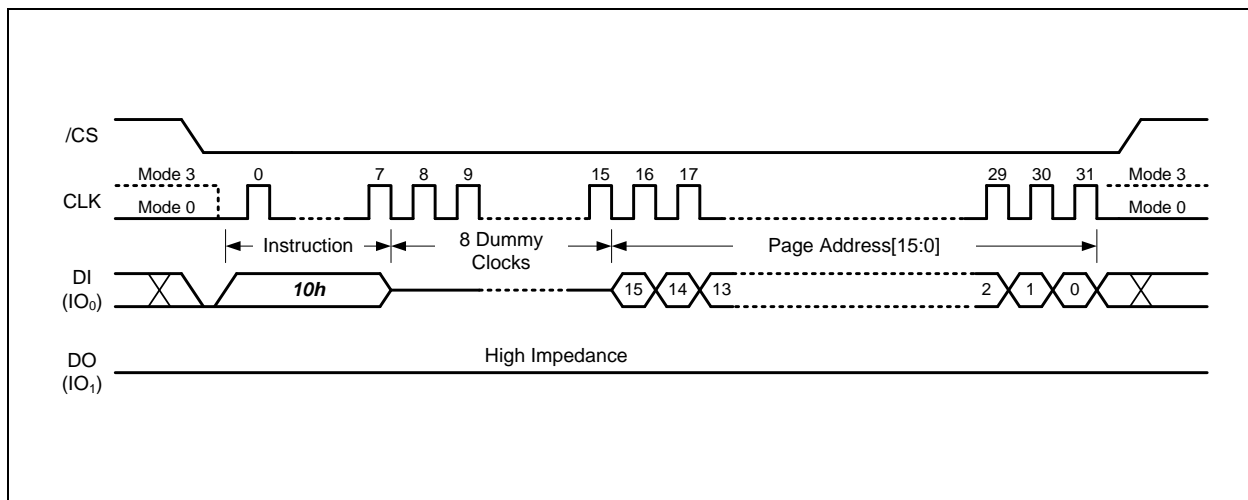 /CS
Mode 3 0 7 8 9 15 16 17 29 30 31 Mode 3
CLK
Mode 0 Mode 0
Instruction 8 Dummy Clocks Page Address[15:0]
DI
(IO₀)
10h 15 14 13 2 1 0
High Impedance
DO
(IO₁)